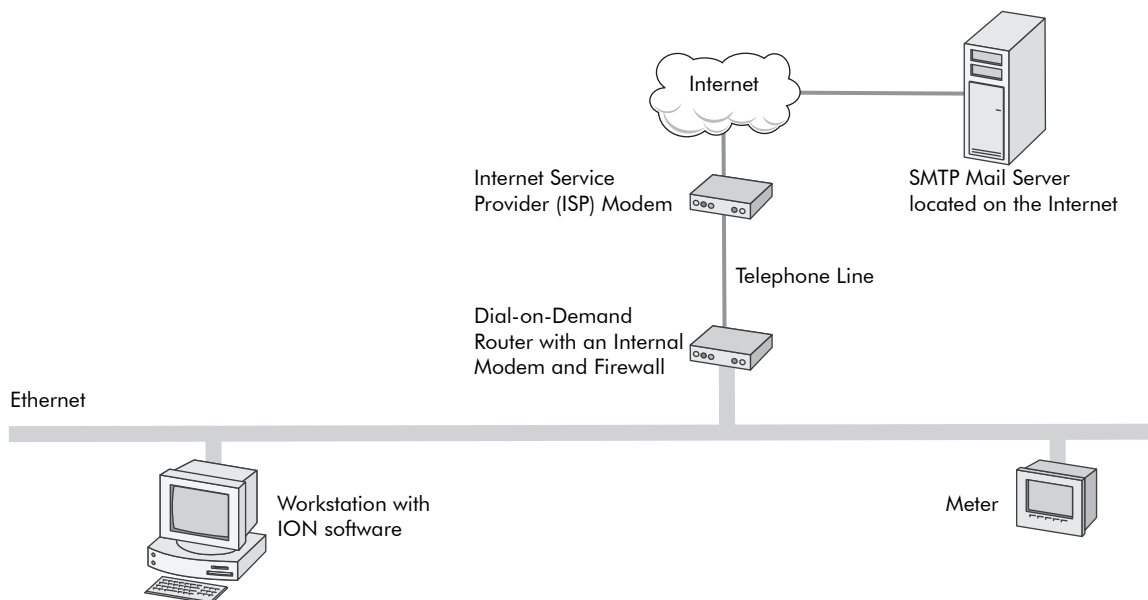 Internet
Internet Service
Provider (ISP) Modem
SMTP Mail Server
located on the Internet
Telephone Line
Dial-on-Demand
Router with an Internal
Modem and Firewall
Ethernet
Workstation with
ION software
Meter